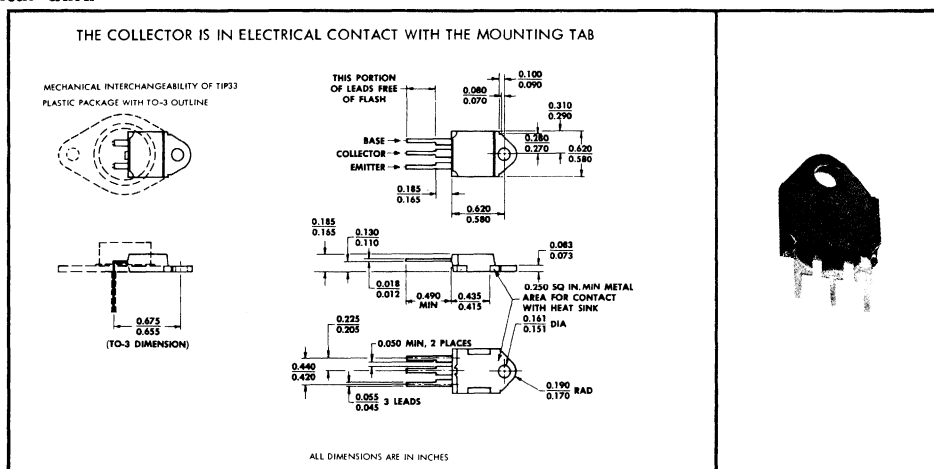 THE COLLECTOR IS IN ELECTRICAL CONTACT WITH THE MOUNTING TAB
MECHANICAL INTERCHANGEABILITY OF TIP33
PLASTIC PACKAGE WITH TO-3 OUTLINE
THIS PORTION
OF LEADS FREE
OF FLASH
0.100
0.090
0.080
0.070
0.310
0.290
0.280
0.270
0.620
0.580
BASE
COLLECTOR
EMITTER
0.185
0.165
0.620
0.580
0.185
0.165
0.130
0.110
0.083
0.073
0.018
0.012
0.490
MIN
0.435
0.415
0.250 SQ IN. MIN METAL
AREA FOR CONTACT
WITH HEAT SINK
0.675
0.655
(TO-3 DIMENSION)
0.225
0.205
0.161
0.151 DIA
0.050 MIN, 2 PLACES
0.440
0.420
0.055
0.045 3 LEADS
0.190
0.170 RAD
ALL DIMENSIONS ARE IN INCHES